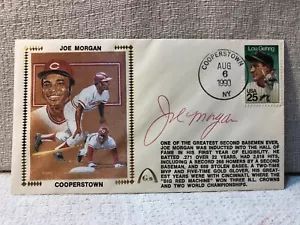 JOE MORGAN
COOPERSTOWN
COOPERSTOWN
AUG
6
1990
NY
Lou Gehrig
USA
25
Joe Morgan
ONE OF THE GREATEST SECOND BASEMEN EVER,
JOE MORGAN WAS INDUCTED INTO THE HALL OF
FAME IN HIS FIRST YEAR OF ELIGIBILITY. HE
BATTED .271 OVER 22 YEARS, HAD 2,518 HITS,
INCLUDING A RECORD 266 HOMERS BY A SECOND
BASEMAN, AND 689 STOLEN BASES. A TWO-TIME
MVP AND FIVE-TIME GOLD GLOVER, HIS GREAT-
EST YEARS WERE WITH CINCINNATI, WHERE THE
"BIG RED MACHINE" WON THREE N.L. CROWNS
AND TWO WORLD CHAMPIONSHIPS.